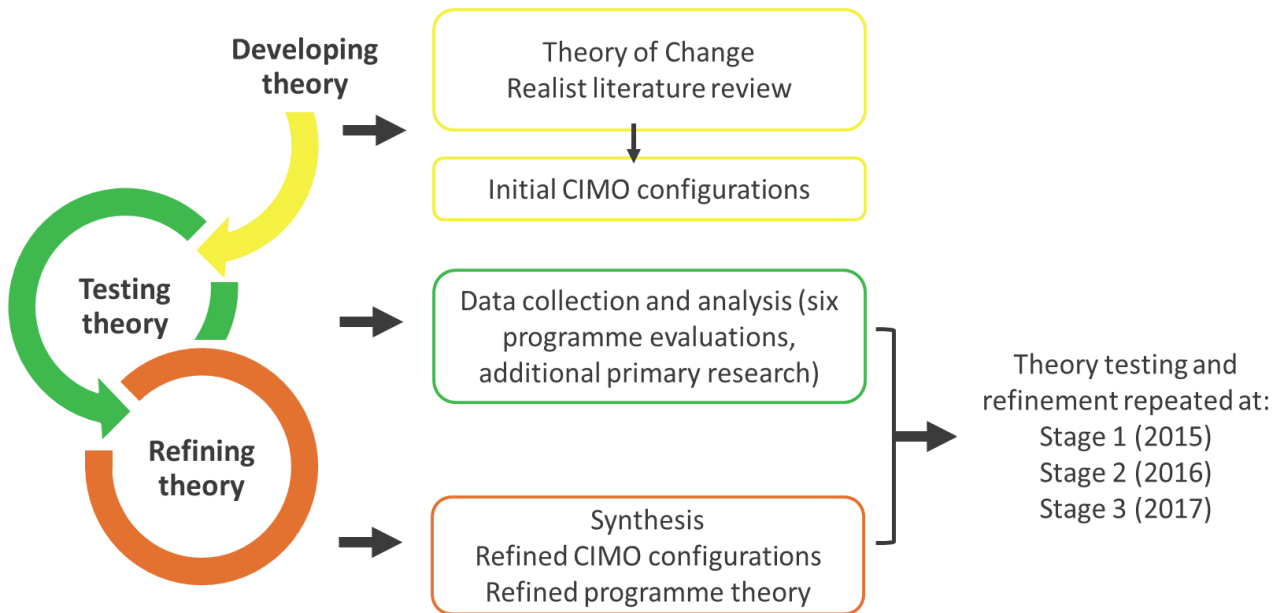 Developing
theory
Theory of Change
Realist literature review
Initial CIMO configurations
Testing
theory
Data collection and analysis (six
programme evaluations,
additional primary research)
Refining
theory
Synthesis
Refined CIMO configurations
Refined programme theory
Theory testing and
refinement repeated at:
Stage 1 (2015)
Stage 2 (2016)
Stage 3 (2017)